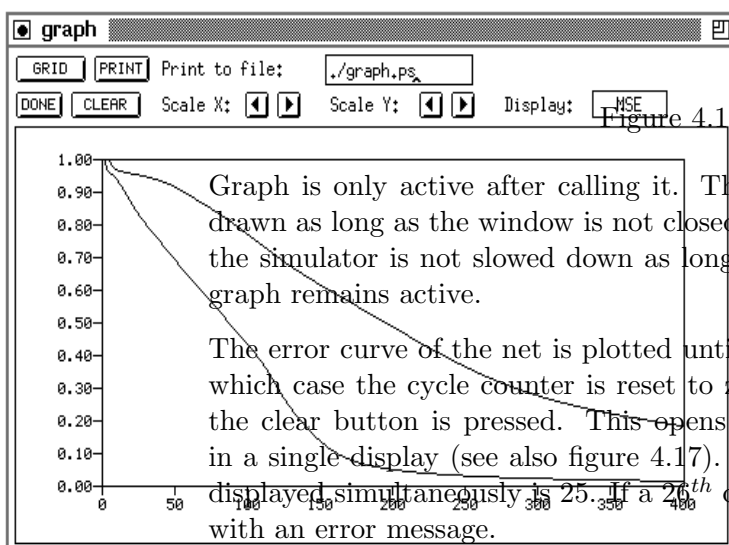 graph
GRID PRINT Print to file: ./graph.ps
DONE CLEAR Scale X: Scale Y: Display: MSE
Figure 4.1
Graph is only active after calling it. Th
drawn as long as the window is not closed
the simulator is not slowed down as long
graph remains active.
The error curve of the net is plotted unti
which case the cycle counter is reset to z
the clear button is pressed. This opens
in a single display (see also figure 4.17).
displayed simultaneously is 25. If a 26th c
with an error message.
1.00
0.90
0.80
0.70
0.60
0.50
0.40
0.30
0.20
0.10
0.00
0 50 100 150 200 250 300 350 400